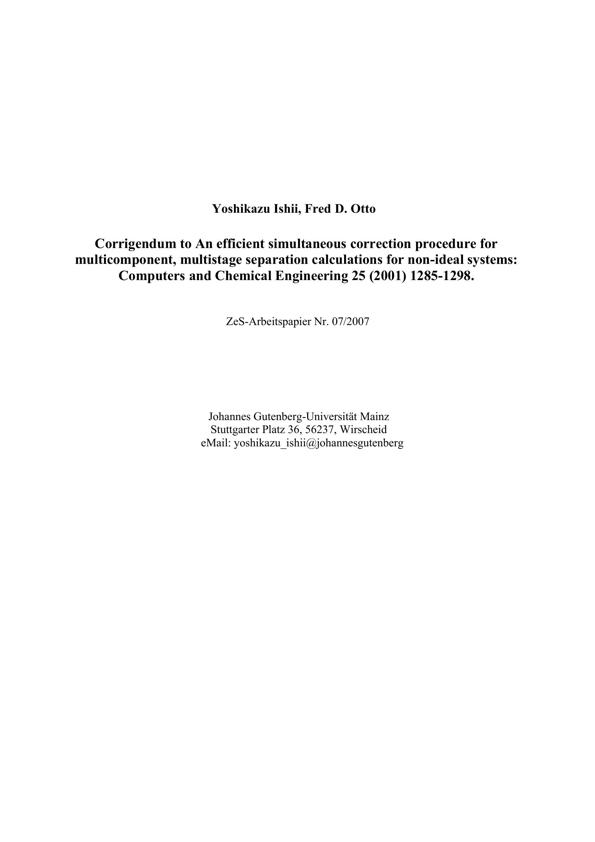 Yoshikazu Ishii, Fred D. Otto
Corrigendum to An efficient simultaneous correction procedure for
multicomponent, multistage separation calculations for non-ideal systems:
Computers and Chemical Engineering 25 (2001) 1285-1298.
ZeS-Arbeitspapier Nr. 07/2007
Johannes Gutenberg-Universität Mainz
Stuttgarter Platz 36, 56237, Wirscheid
eMail: yoshikazu_ishii@johannesgutenberg